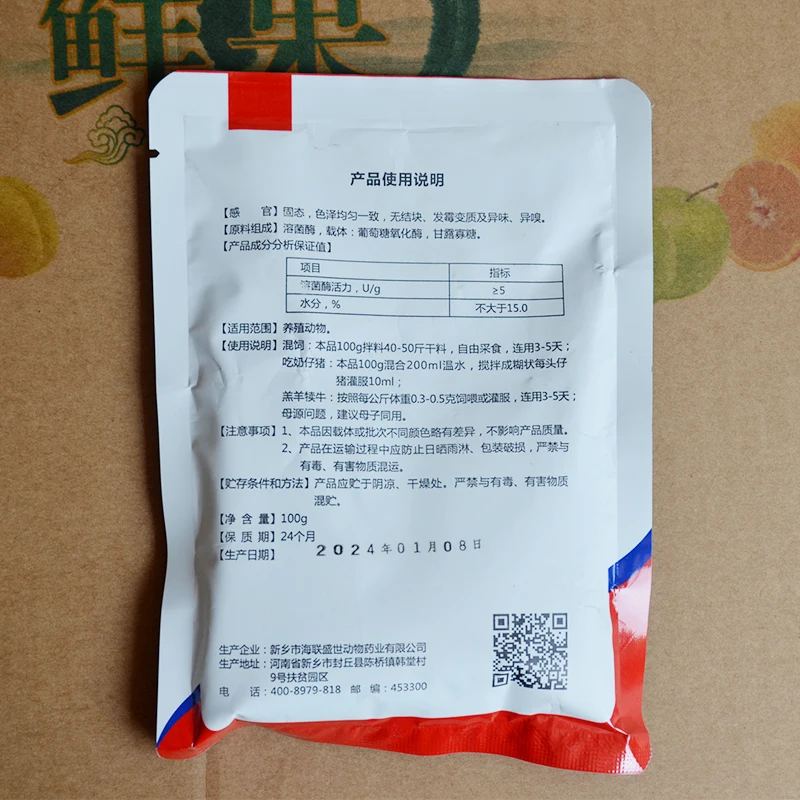 鲜果
产品使用说明
【感 官】固态，色泽均匀一致，无结块、发霉变质及异味、异嗅。
【原料组成】溶菌酶，载体：葡萄糖氧化酶，甘露寡糖。
【产品成分分析保证值】
项目 指标
溶菌酶活力，U/g ≥5
水分，% 不大于15.0
【适用范围】养殖动物。
【使用说明】混饲：本品100g拌料40-50斤干料，自由采食，连用3-5天；
吃奶仔猪：本品100g混合200ml温水，搅拌成糊状每头仔
猪灌服10ml；
羔羊犊牛：按照每公斤体重0.3-0.5克饲喂或灌服，连用3-5天；
母源问题，建议母子同用。
【注意事项】1、本品因载体或批次不同颜色略有差异，不影响产品质量。
2、产品在运输过程中应防止日晒雨淋、包装破损，严禁与
有毒、有害物质混运。
【贮存条件和方法】产品应贮于阴凉、干燥处。严禁与有毒、有害物质
混贮。
【净 含 量】100g
【保 质 期】24个月
【生产日期】 2024年01月08日
生产企业：新乡市海联盛世动物药业有限公司
生产地址：河南省新乡市封丘县陈桥镇韩堂村
9号扶贫园区
电 话：400-8979-818 邮 编：453300